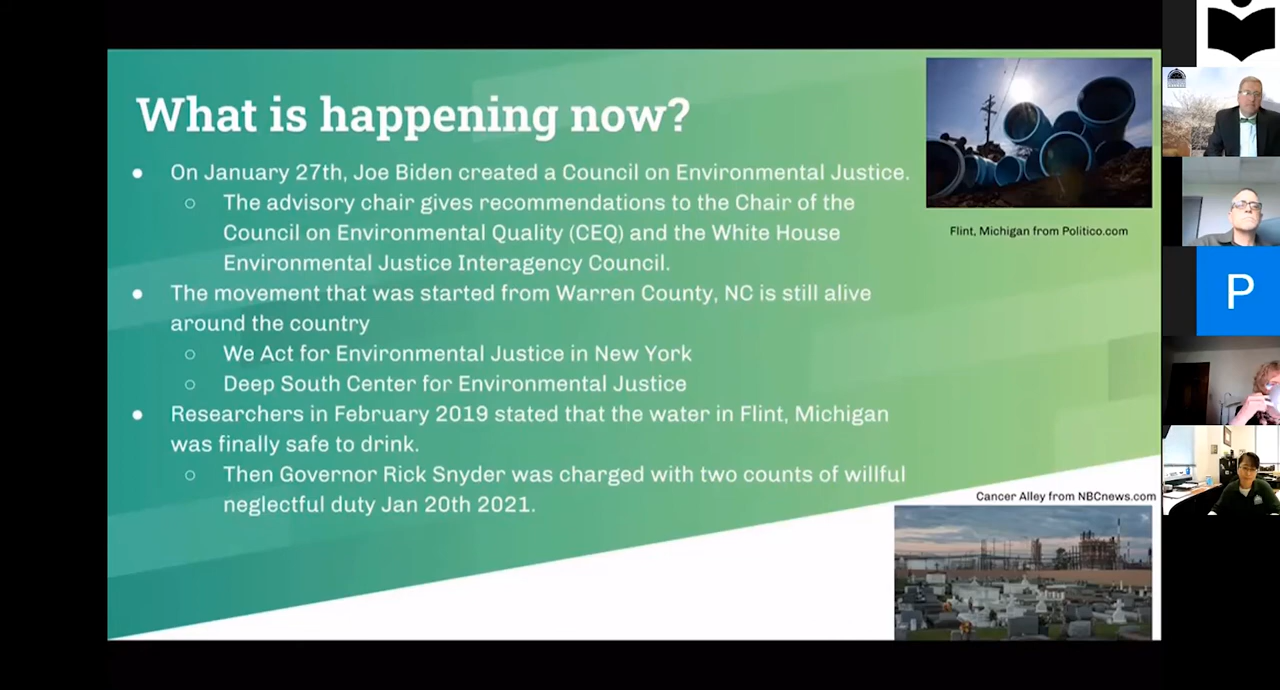 What is happening now?
● On January 27th, Joe Biden created a Council on Environmental Justice.
○ The advisory chair gives recommendations to the Chair of the
Council on Environmental Quality (CEQ) and the White House
Environmental Justice Interagency Council.
● The movement that was started from Warren County, NC is still alive
around the country
○ We Act for Environmental Justice in New York
○ Deep South Center for Environmental Justice
● Researchers in February 2019 stated that the water in Flint, Michigan
was finally safe to drink.
○ Then Governor Rick Snyder was charged with two counts of willful
neglectful duty Jan 20th 2021.
Flint, Michigan from Politico.com
Cancer Alley from NBCnews.com
P